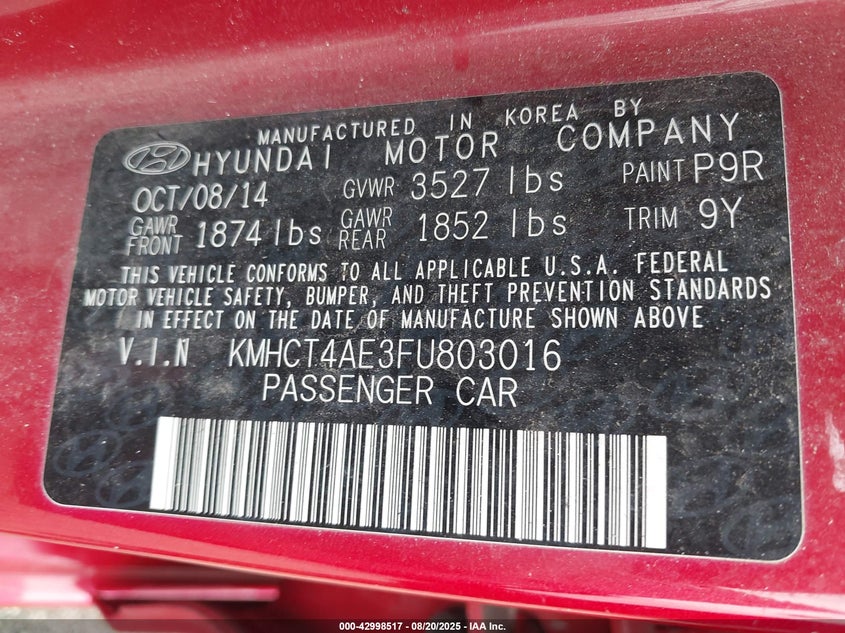 MANUFACTURED IN KOREA BY
HYUNDAI MOTOR COMPANY
OCT/08/14 GVWR 3527 lbs PAINT P9R
GAWR FRONT 1874 lbs GAWR REAR 1852 lbs TRIM 9Y
THIS VEHICLE CONFORMS TO ALL APPLICABLE U.S.A. FEDERAL
MOTOR VEHICLE SAFETY, BUMPER, AND THEFT PREVENTION STANDARDS
IN EFFECT ON THE DATE OF MANUFACTURE SHOWN ABOVE
V.I.N KMHCT4AE3FU803016
PASSENGER CAR
000-42998517 - 08/20/2025 - IAA Inc.